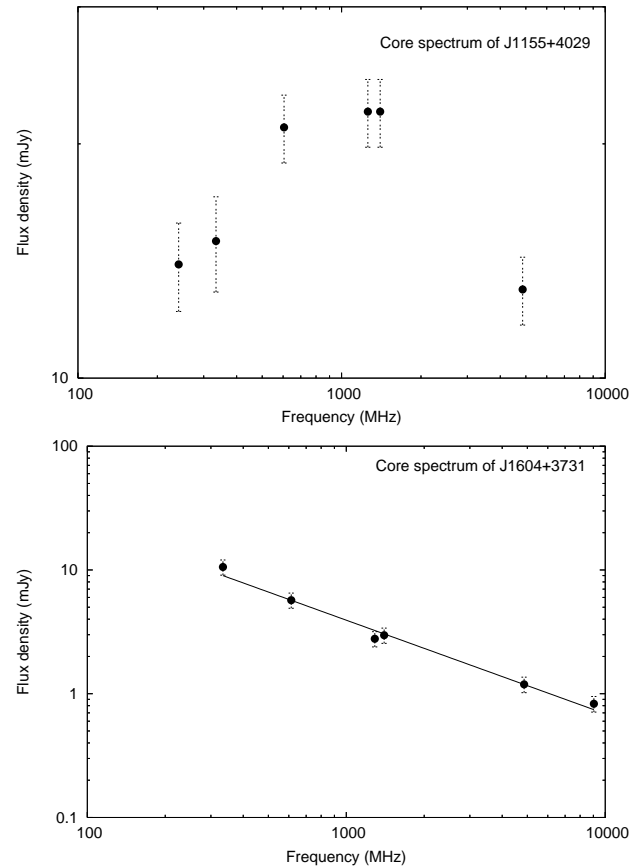 Core spectrum of J1155+4029
Flux density (mJy)
10
100
1000
10000
Frequency (MHz)
100
Core spectrum of J1604+3731
10
Flux density (mJy)
1
0.1
100
1000
10000
Frequency (MHz)